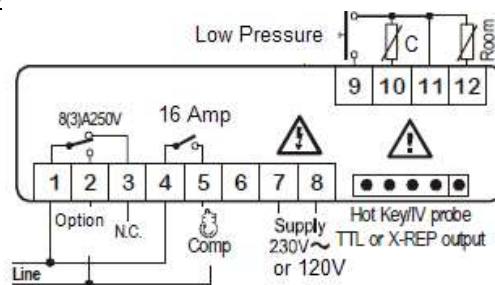 Low Pressure
C
Room
9 10 11 12
8(3)A250V
16 Amp
1 2 3 4 5 6 7 8
Option
N.C.
Comp
Supply
230V ~
or 120V
Hot Key/IV probe
TTL or X-REP output
Line